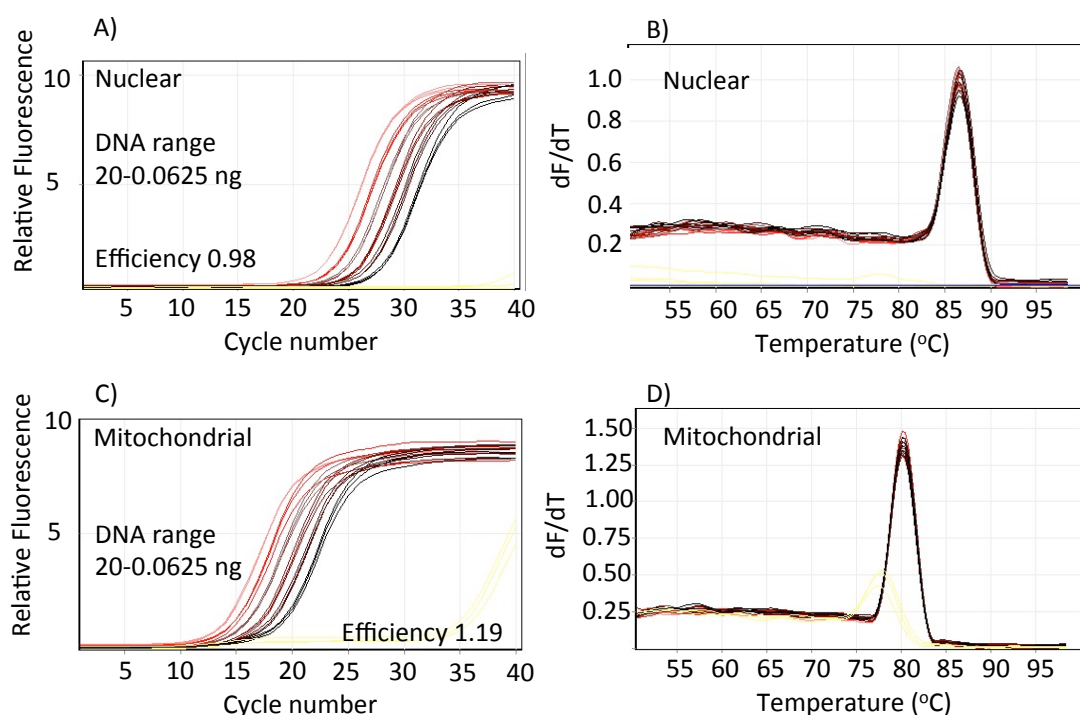 A)
Relative Fluorescence
10
5
Nuclear
DNA range
20-0.0625 ng
Efficiency 0.98
5 10 15 20 25 30 35 40
Cycle number
B)
dF/dT
1.0
0.8
0.6
0.4
0.2
Nuclear
55 60 65 70 75 80 85 90 95
Temperature (oC)
C)
Relative Fluorescence
10
5
Mitochondrial
DNA range
20-0.0625 ng
Efficiency 1.19
5 10 15 20 25 30 35 40
Cycle number
D)
dF/dT
1.50
1.25
1.00
0.75
0.50
0.25
Mitochondrial
55 60 65 70 75 80 85 90 95
Temperature (oC)